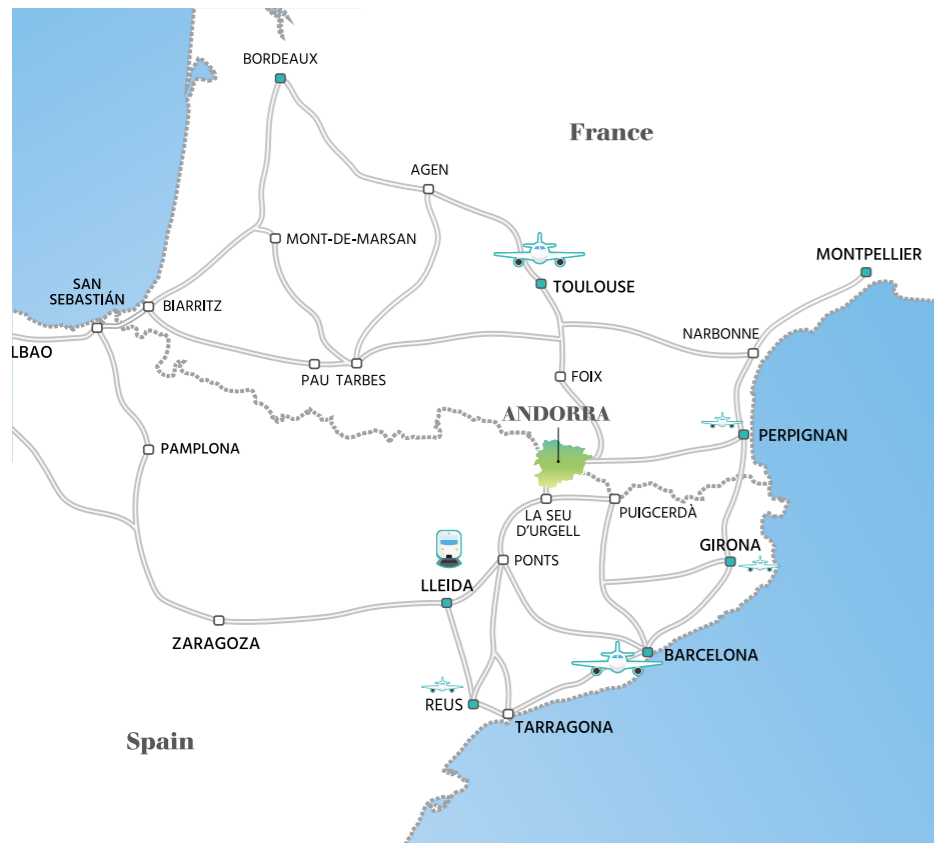 BORDEAUX
France
AGEN
MONT-DE-MARSAN
MONTPELLIER
SAN
SEBASTIÁN
TOULOUSE
BIARRITZ
NARBONNE
LBAO
PAU
TARBES
FOIX
ANDORRA
PERPIGNAN
PAMPLONA
LA SEU
D'URGELL
PUIGCERDÀ
GIRONA
PONTS
LLEIDA
ZARAGOZA
BARCELONA
REUS
TARRAGONA
Spain